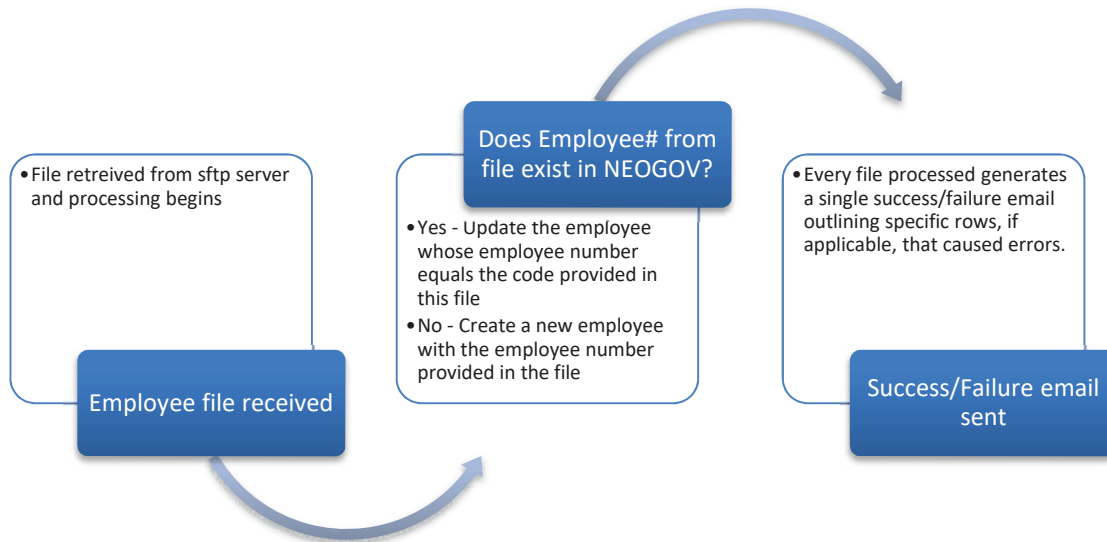 •File retreived from sftp server
and processing begins
Employee file received
Does Employee# from
file exist in NEOGOV?
•Yes - Update the employee
whose employee number
equals the code provided in
this file
•No - Create a new employee
with the employee number
provided in the file
•Every file processed generates
a single success/failure email
outlining specific rows, if
applicable, that caused errors.
Success/Failure email
sent